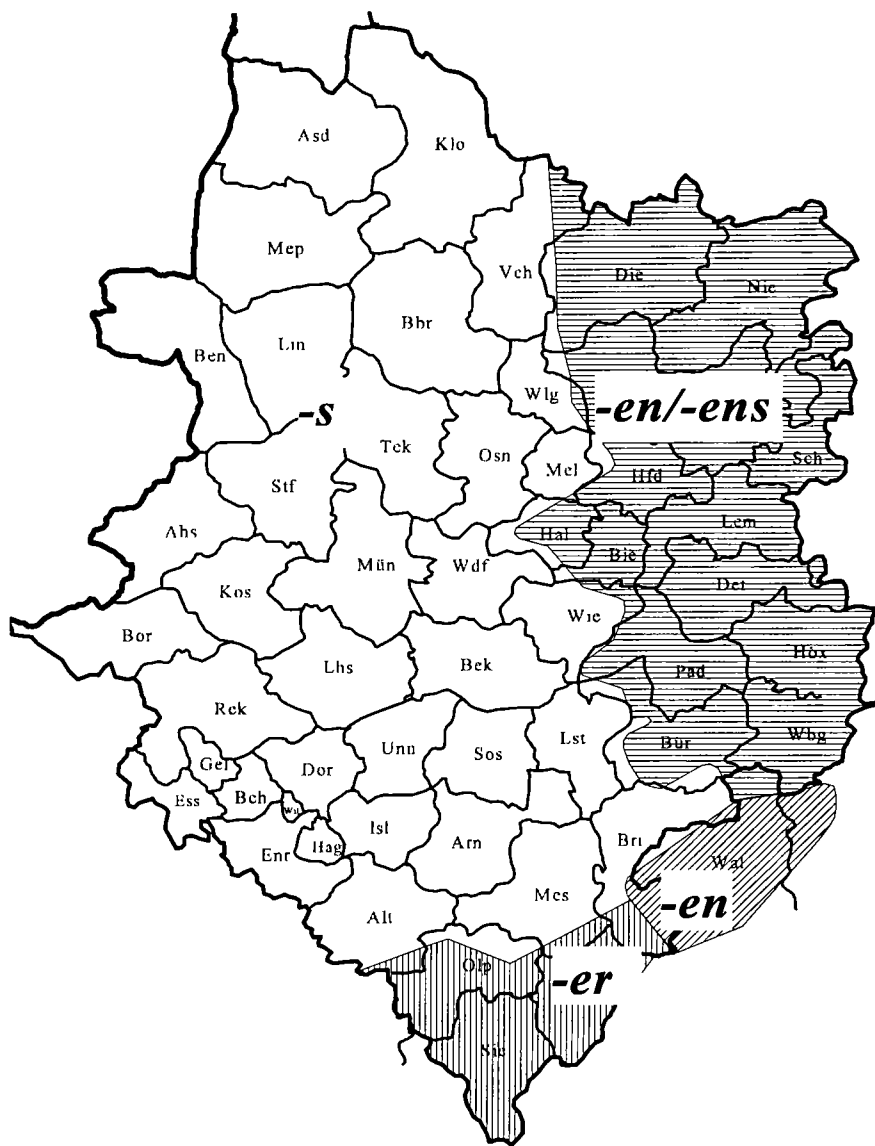 Asd
Klo
Mep
Vch
Die
Nie
Bbr
Lin
Ben
Wlg
-en/-ens
-s
Tek
Osn
Mel
Sch
Hfd
Stf
Ahs
Hal
Lem
Bie
Mün
Wdf
Det
Kos
Wie
Bor
Lhs
Bek
Pad
Höx
Rek
Unn
Sos
Lst
Bür
Wbg
Gel
Dor
Ess
Bch
Isl
Arn
Bri
Enr
Hag
Wal
Mes
-en
Alt
Olp
-er
Sie